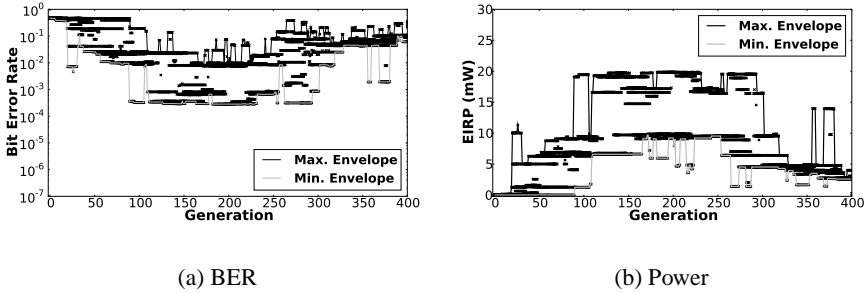 10^0
10^-1
10^-2
10^-3
10^-4
10^-5
10^-6
10^-7
Bit Error Rate
Max. Envelope
Min. Envelope
0 50 100 150 200 250 300 350 400
Generation
(a) BER
30
25
20
15
10
5
0
EIRP (mW)
Max. Envelope
Min. Envelope
0 50 100 150 200 250 300 350 400
Generation
(b) Power